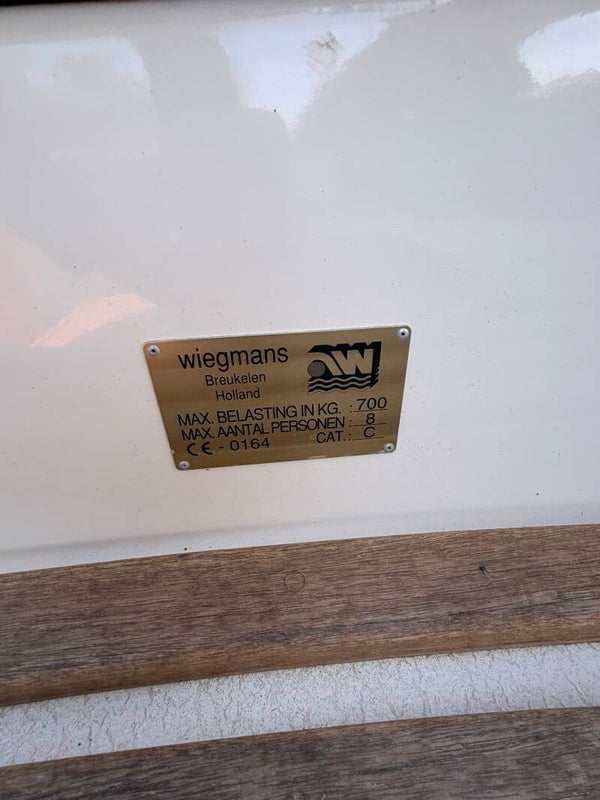 wiegmans
Breukelen
Holland
W
MAX. BELASTING IN KG. : 700
MAX. AANTAL PERSONEN : 8
CE - 0164 CAT.: C